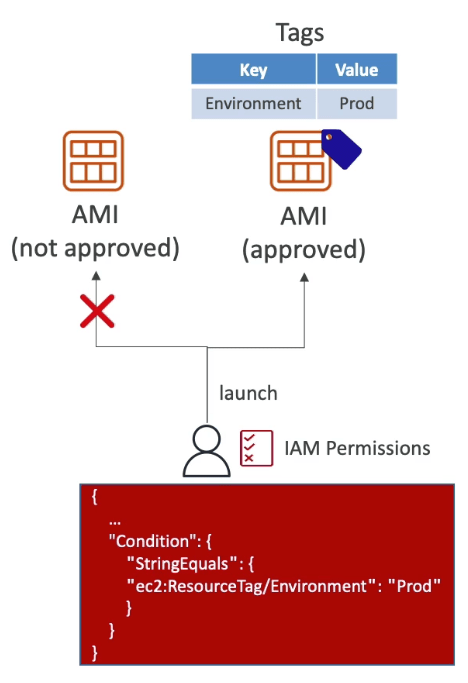 Tags
Key Value
Environment Prod
AMI
(not approved)
AMI
(approved)
launch
IAM Permissions
{
...
"Condition": {
"StringEquals": {
"ec2:ResourceTag/Environment": "Prod"
}
}
}